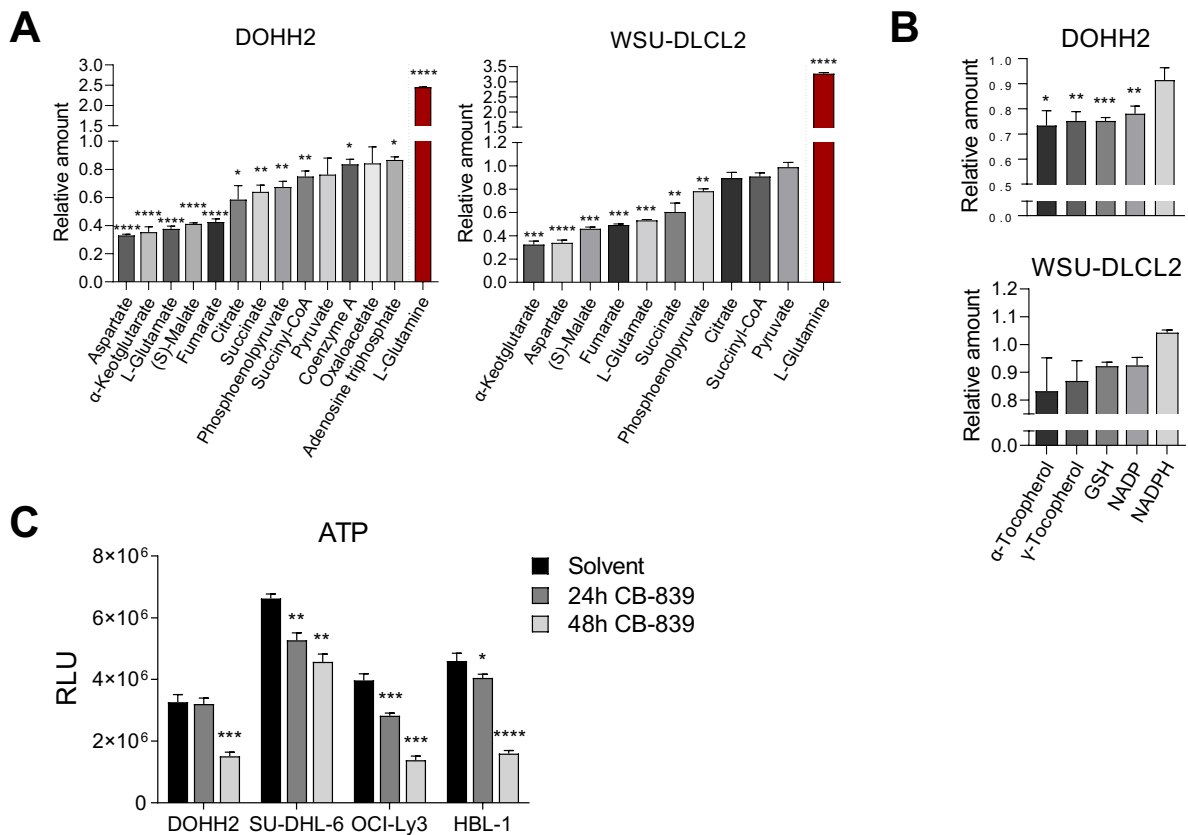 A
DOHH2
Relative amount
3.0
2.5
2.0
1.5
1.0
0.8
0.6
0.4
0.2
0.0
****
****
****
****
****
*
**
**
**
*
*
****
Aspartate
α-Keotglutarate
L-Glutamate
(S)-Malate
Fumarate
Citrate
Succinate
Phosphoenolpyruvate
Succinyl-CoA
Pyruvate
Coenzyme A
Oxaloacetate
Adenosine triphosphate
L-Glutamine
WSU-DLCL2
Relative amount
3.5
3.0
2.5
2.0
1.5
1.2
1.0
0.8
0.6
0.4
0.2
0.0
***
****
***
***
***
**
**
****
α-Keotglutarate
Aspartate
(S)-Malate
Fumarate
L-Glutamate
Succinate
Phosphoenolpyruvate
Citrate
Succinyl-CoA
Pyruvate
L-Glutamine
B
DOHH2
Relative amount
1.0
0.9
0.8
0.7
0.6
0.5
0.0
*
**
***
**
WSU-DLCL2
Relative amount
1.2
1.1
1.0
0.9
0.8
0.0
α-Tocopherol
γ-Tocopherol
GSH
NADP
NADPH
C
ATP
RLU
8×10⁶
6×10⁶
4×10⁶
2×10⁶
0
***
**
**
***
***
*
****
DOHH2
SU-DHL-6
OCI-Ly3
HBL-1
Solvent
24h CB-839
48h CB-839